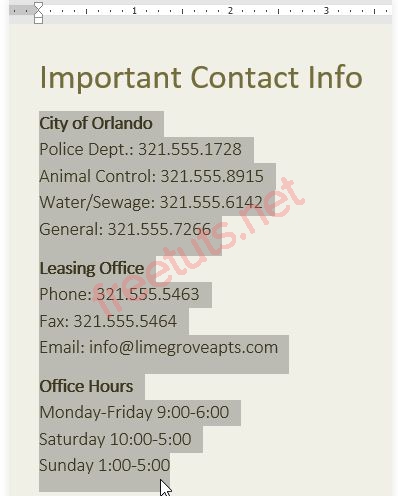 1 2 3
Important Contact Info
City of Orlando
Police Dept.: 321.555.1728
Animal Control: 321.555.8915
Water/Sewage: 321.555.6142
General: 321.555.7266
Leasing Office
Phone: 321.555.5463
Fax: 321.555.5464
Email: info@limegroveapts.com
Office Hours
Monday-Friday 9:00-6:00
Saturday 10:00-5:00
Sunday 1:00-5:00
freetuts.net